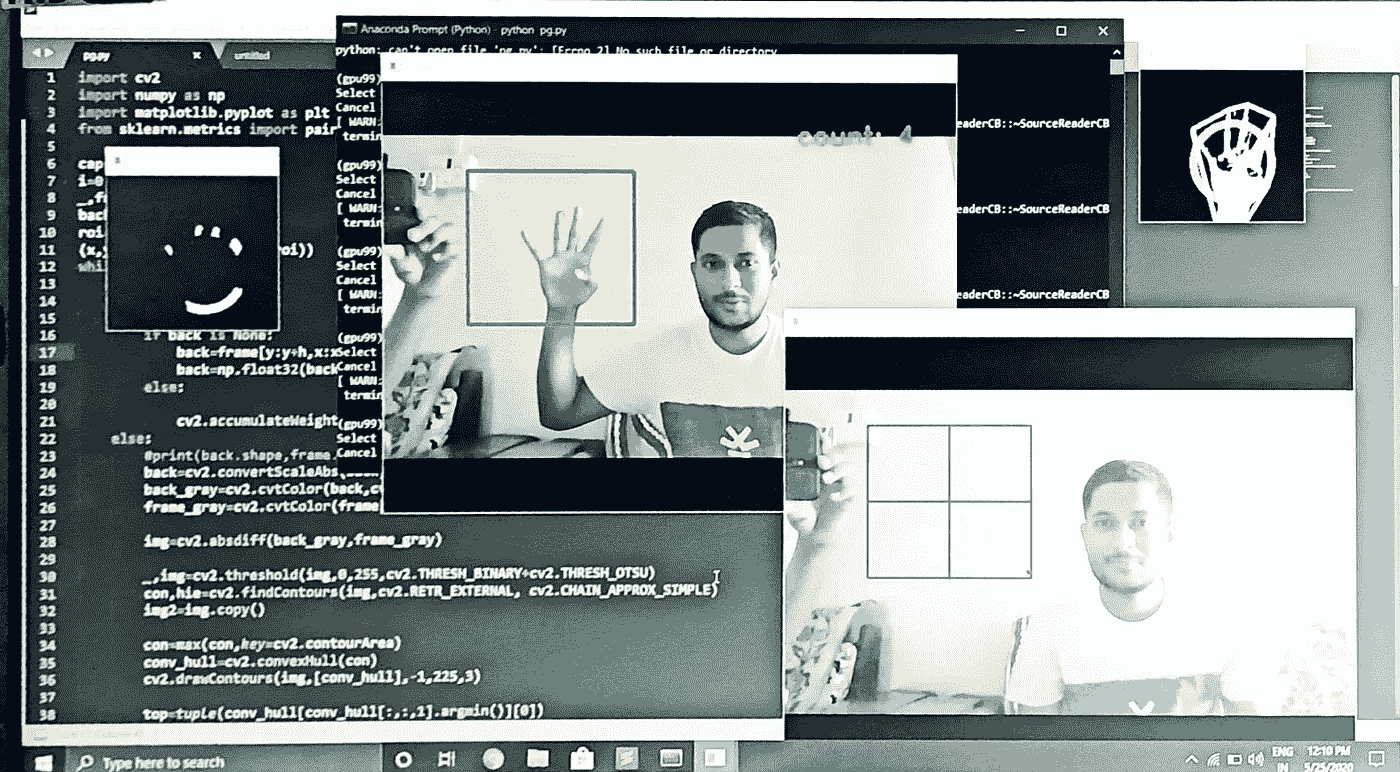 Anaconda Prompt (Python) - python pg.py
python: can't open file 'pg.py': [Errno 2] No such file or directory
pg.py
untitled
1 import cv2
2 import numpy as np
3 import matplotlib.pyplot as plt
4 from sklearn.metrics import pair
5
6 cap
7 i=0
8 _,f
9 back
10 roi
11 (x,y roi))
12 whi
13
14
15
16 if back is None:
17 back=frame[y:y+h,x:x
18 back=np.float32(back
19 else:
20
21 cv2.accumulateWeight
22 else:
23 #print(back.shape,frame.
24 back=cv2.convertScaleAbs(
25 back_gray=cv2.cvtColor(back,c
26 frame_gray=cv2.cvtColor(frame
27
28 img=cv2.absdiff(back_gray,frame_gray)
29
30 _,img=cv2.threshold(img,0,255,cv2.THRESH_BINARY+cv2.THRESH_OTSU)
31 con,hie=cv2.findContours(img,cv2.RETR_EXTERNAL, cv2.CHAIN_APPROX_SIMPLE)
32 img2=img.copy()
33
34 con=max(con,key=cv2.contourArea)
35 conv_hull=cv2.convexHull(con)
36 cv2.drawContours(img,[conv_hull],-1,225,3)
37
38 top=tuple(conv_hull[conv_hull[:,:,1].argmin()][0])
(gpu99)
Select
Cancel
[ WARN:
termin
(gpu99)
Select
Cancel
[ WARN:
termin
(gpu99)
Select
Cancel
[ WARN:
termin
(gpu99)
Select
Cancel
[ WARN:
termin
(gpu99)
Select
Cancel
eaderCB::~SourceReaderCB
eaderCB::~SourceReaderCB
eaderCB::~SourceReaderCB
count: 4
Type here to search
ENG
IN
12:10 PM
5/25/2020